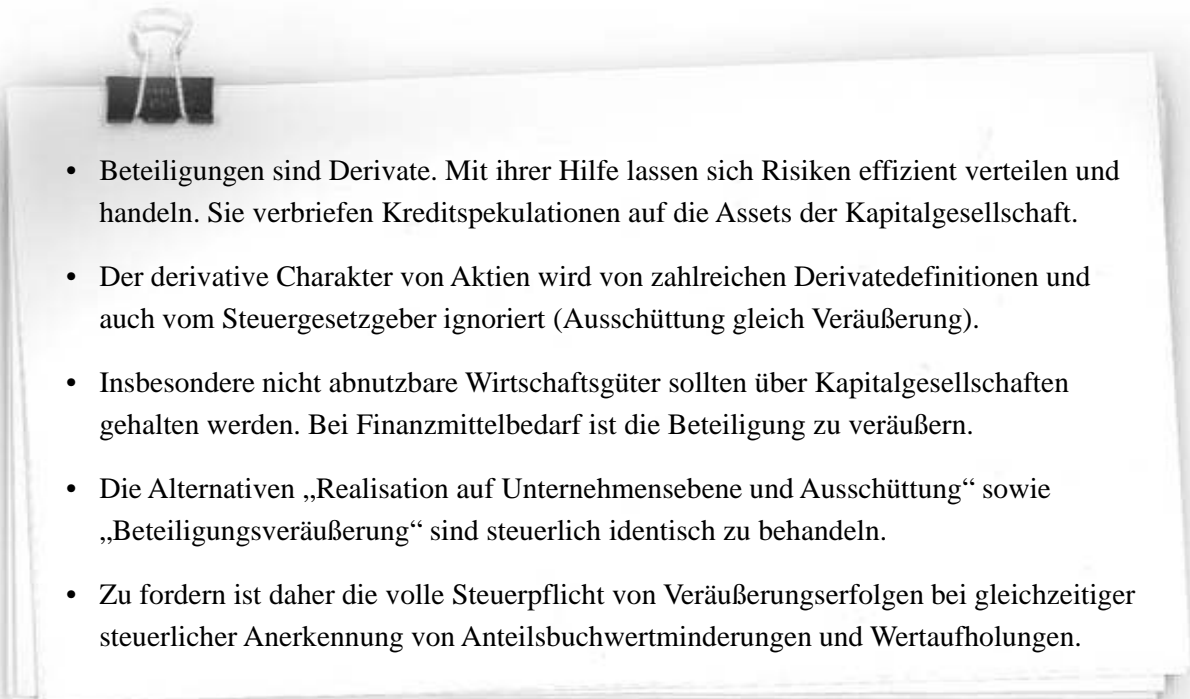 • Beteiligungen sind Derivate. Mit ihrer Hilfe lassen sich Risiken effizient verteilen und
handeln. Sie verbriefen Kreditspekulationen auf die Assets der Kapitalgesellschaft.
• Der derivative Charakter von Aktien wird von zahlreichen Derivatedefinitionen und
auch vom Steuergesetzgeber ignoriert (Ausschüttung gleich Veräußerung).
• Insbesondere nicht abnutzbare Wirtschaftsgüter sollten über Kapitalgesellschaften
gehalten werden. Bei Finanzmittelbedarf ist die Beteiligung zu veräußern.
• Die Alternativen „Realisation auf Unternehmensebene und Ausschüttung“ sowie
„Beteiligungsveräußerung“ sind steuerlich identisch zu behandeln.
• Zu fordern ist daher die volle Steuerpflicht von Veräußerungserfolgen bei gleichzeitiger
steuerlicher Anerkennung von Anteilsbuchwertminderungen und Wertaufholungen.